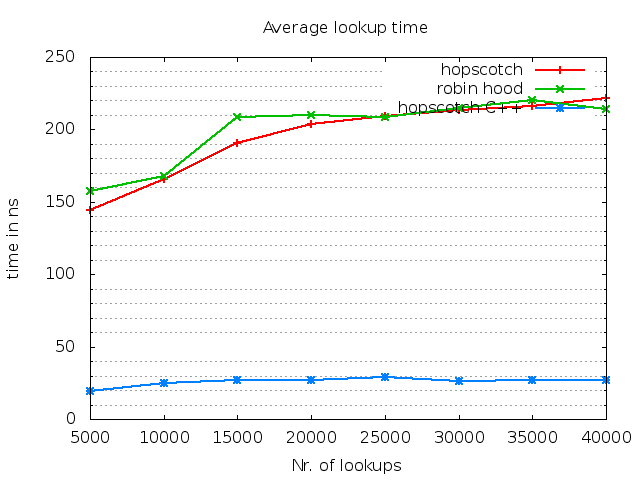 Average lookup time
250
200
150
100
50
0
time in ns
hopscotch
robin hood
hopscotch C++
5000 10000 15000 20000 25000 30000 35000 40000
Nr. of lookups